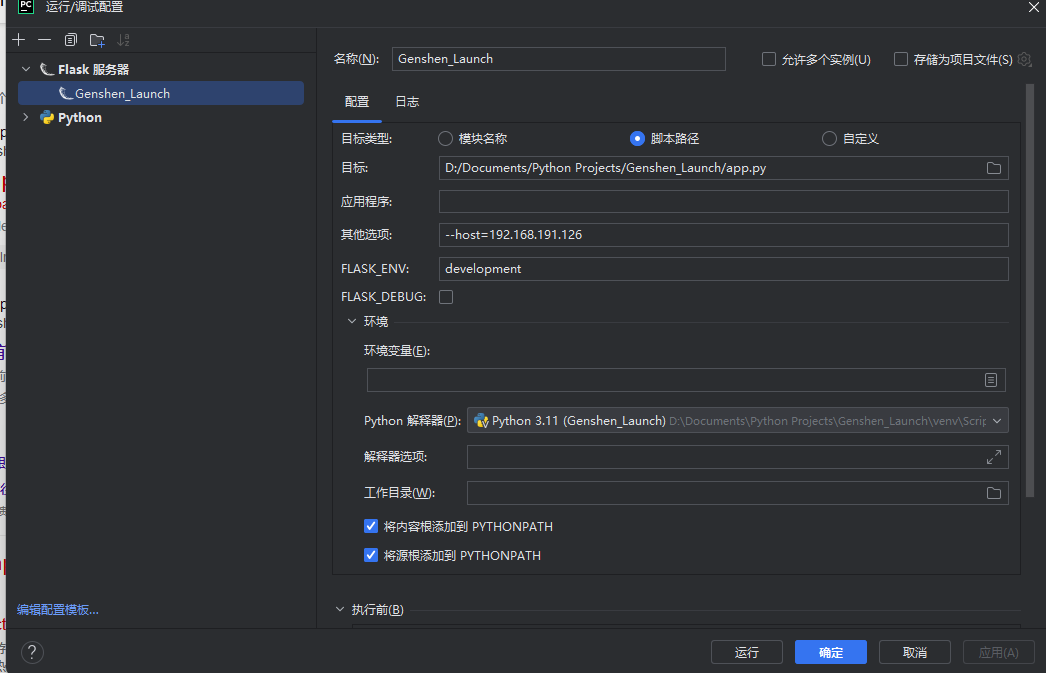 PC 运行/调试配置
Flask 服务器
Genshen_Launch
Python
编辑配置模板...
名称(N): Genshen_Launch 允许多个实例(U) 存储为项目文件(S)
配置 日志
目标类型: 模块名称 脚本路径 自定义
目标: D:/Documents/Python Projects/Genshen_Launch/app.py
应用程序:
其他选项: --host=192.168.191.126
FLASK_ENV: development
FLASK_DEBUG:
环境
环境变量(E):
Python 解释器(P): Python 3.11 (Genshen_Launch) D:\Documents\Python Projects\Genshen_Launch\venv\Scrip
解释器选项:
工作目录(W):
将内容根添加到 PYTHONPATH
将源根添加到 PYTHONPATH
执行前(B)
? 运行 确定 取消 应用(A)